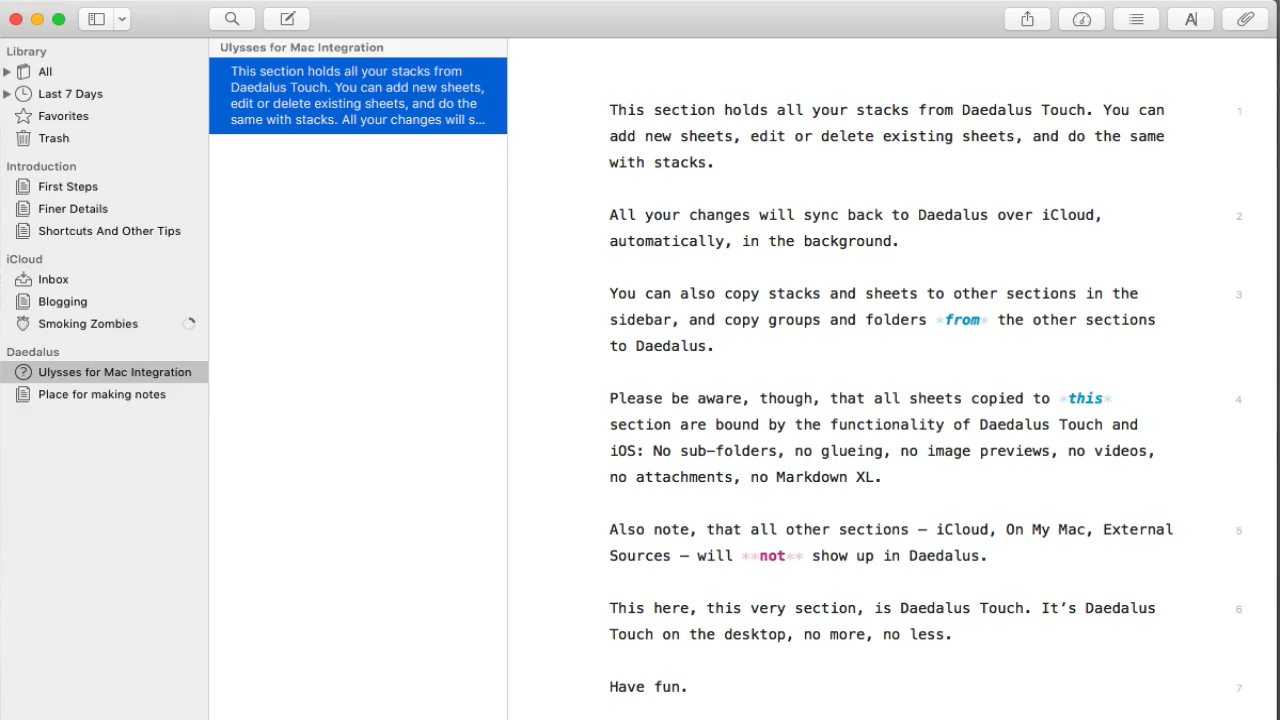 Library
All
Last 7 Days
Favorites
Trash
Introduction
First Steps
Finer Details
Shortcuts And Other Tips
iCloud
Inbox
Blogging
Smoking Zombies
Daedalus
Ulysses for Mac Integration
Place for making notes
Ulysses for Mac Integration
This section holds all your stacks from
Daedalus Touch. You can add new sheets,
edit or delete existing sheets, and do the
same with stacks. All your changes will s...
This section holds all your stacks from Daedalus Touch. You can 1
add new sheets, edit or delete existing sheets, and do the same
with stacks.
All your changes will sync back to Daedalus over iCloud, 2
automatically, in the background.
You can also copy stacks and sheets to other sections in the 3
sidebar, and copy groups and folders *from* the other sections
to Daedalus.
Please be aware, though, that all sheets copied to *this* 4
section are bound by the functionality of Daedalus Touch and
iOS: No sub-folders, no glueing, no image previews, no videos,
no attachments, no Markdown XL.
Also note, that all other sections – iCloud, On My Mac, External 5
Sources – will **not** show up in Daedalus.
This here, this very section, is Daedalus Touch. It’s Daedalus 6
Touch on the desktop, no more, no less.
Have fun. 7